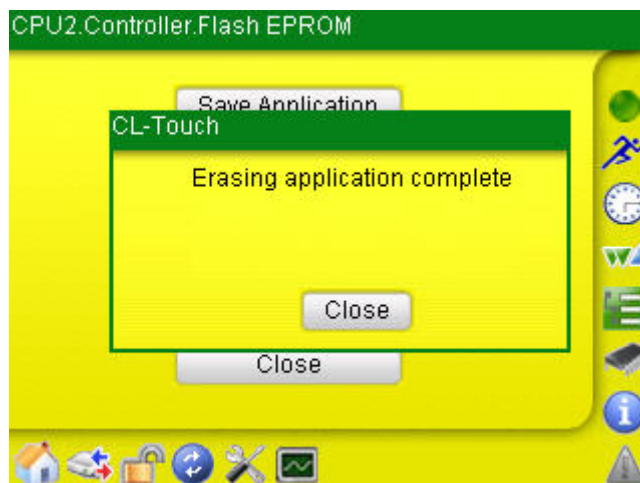 CPU2.Controller.Flash EPROM
Save Application
CL-Touch
Erasing application complete
Close
Close